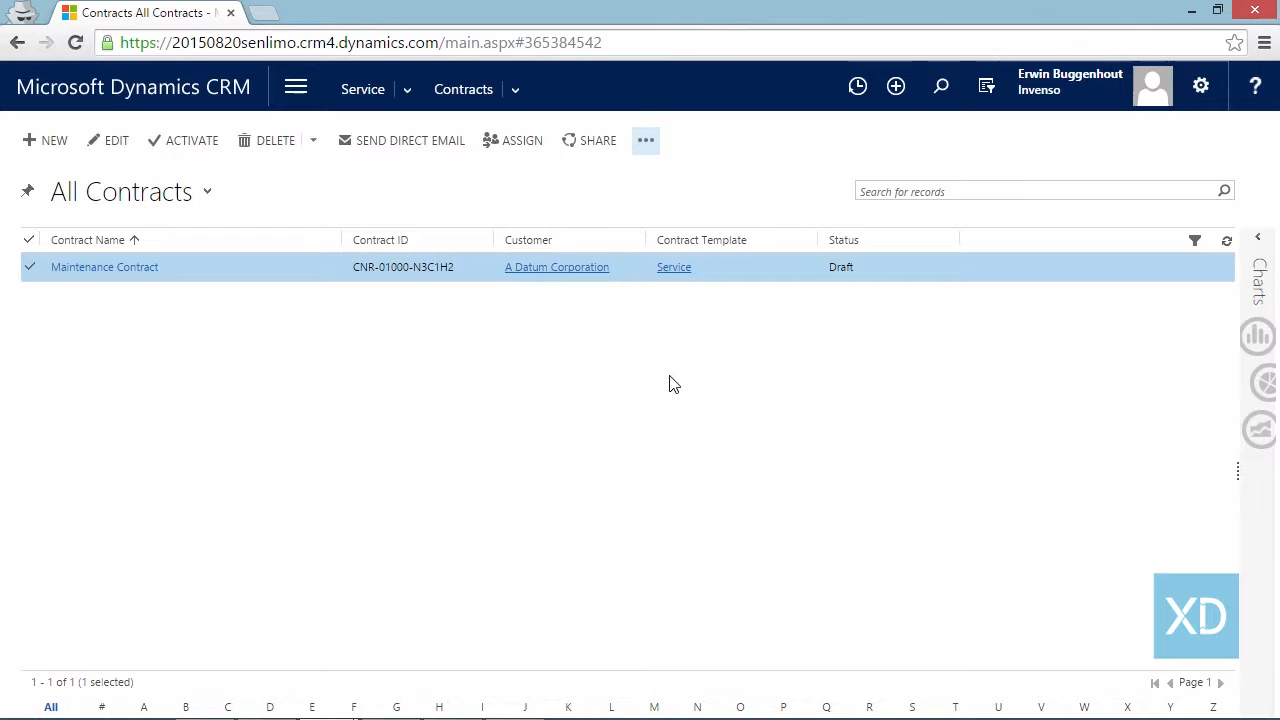 Contracts All Contracts -
https://20150820senlimo.crm4.dynamics.com/main.aspx#365384542
Microsoft Dynamics CRM
Service
Contracts
Erwin Buggenhout
Invenso
?
NEW
EDIT
ACTIVATE
DELETE
SEND DIRECT EMAIL
ASSIGN
SHARE
All Contracts
Search for records
Contract Name
Contract ID
Customer
Contract Template
Status
Charts
Maintenance Contract
CNR-01000-N3C1H2
A Datum Corporation
Service
Draft
XD
1 - 1 of 1 (1 selected)
Page 1
All # A B C D E F G H I J K L M N O P Q R S T U V W X Y Z